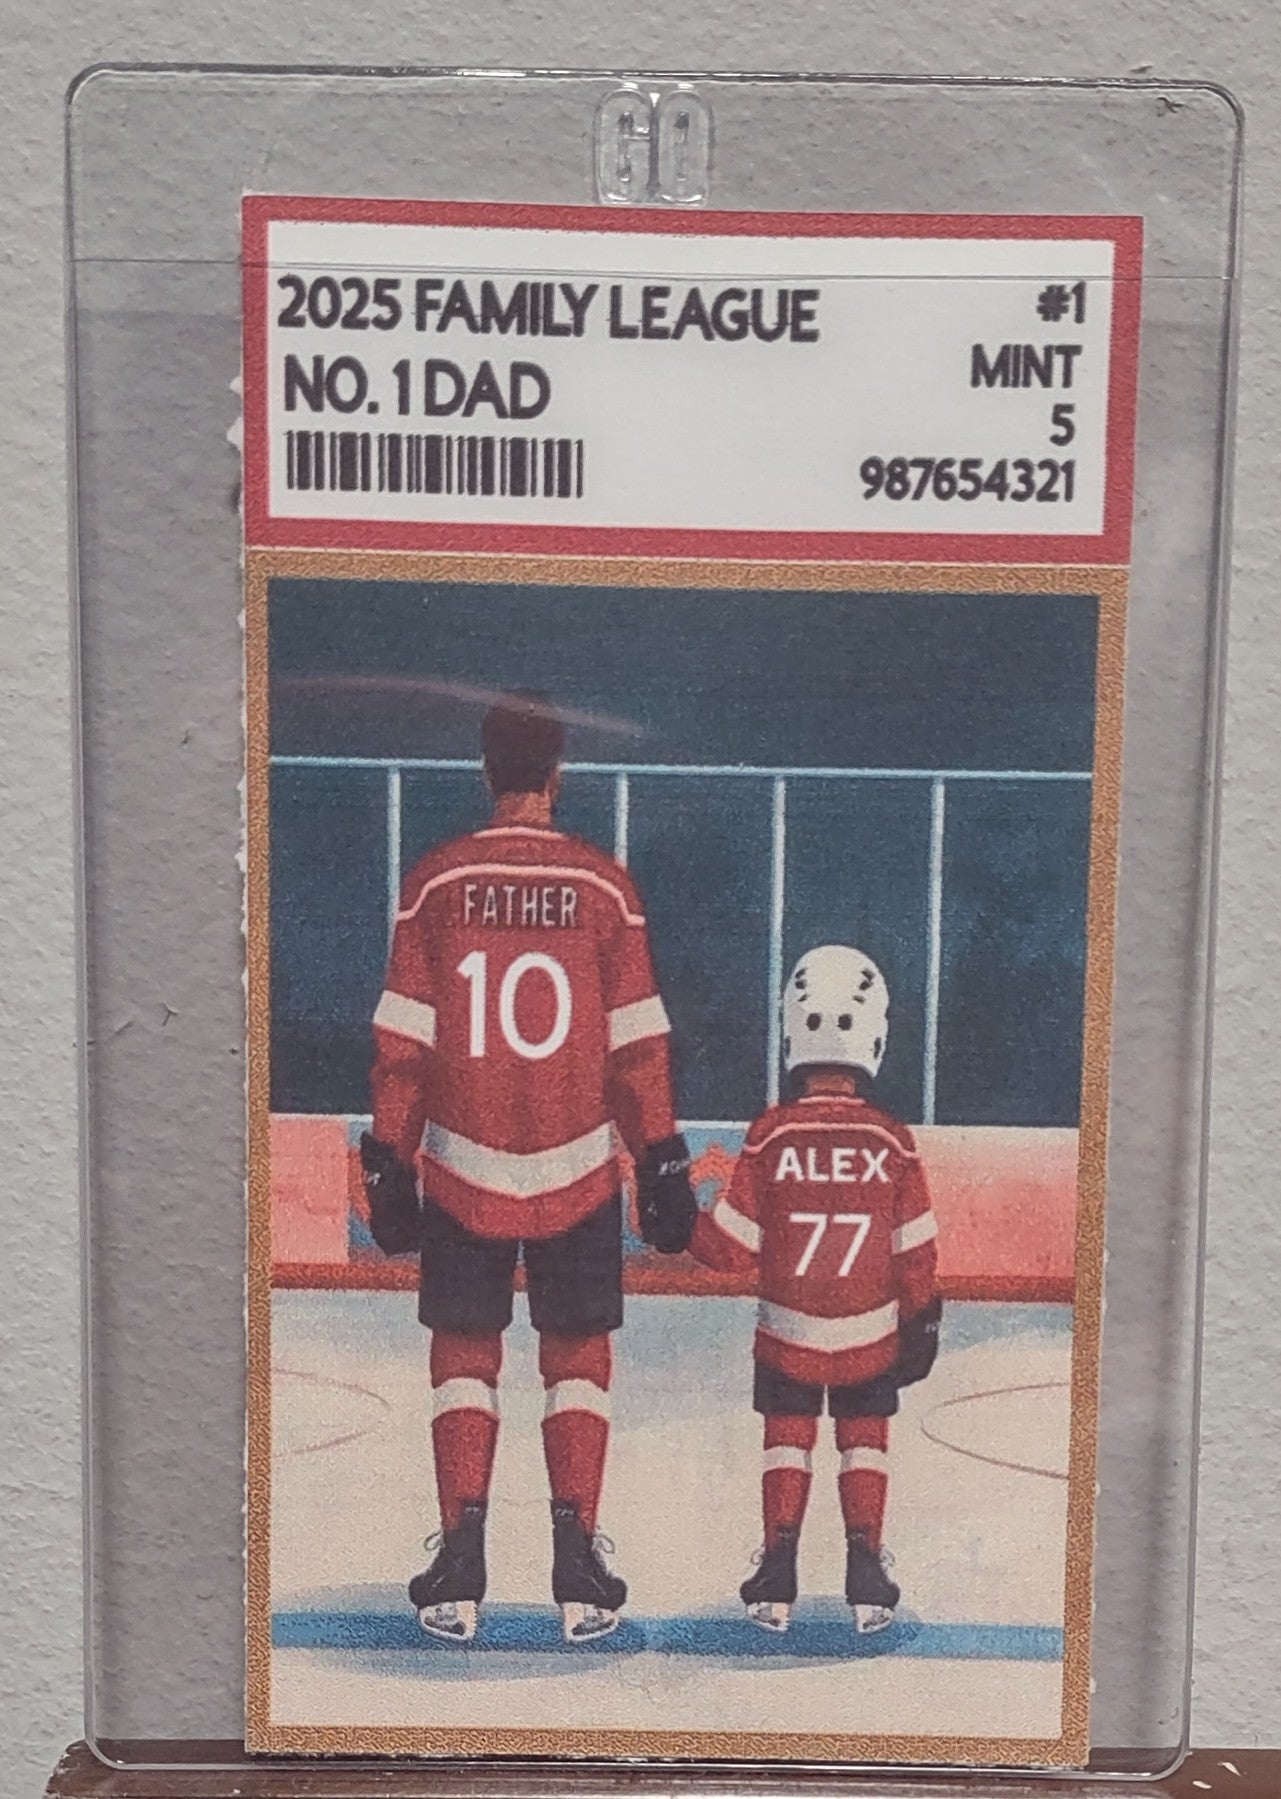 2025 FAMILY LEAGUE #1
NO. 1 DAD MINT
5
987654321
FATHER
10
ALEX
77